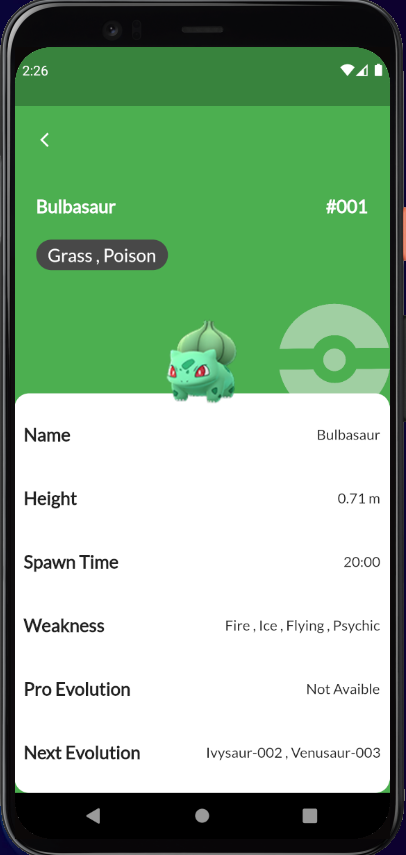 2:26
Bulbasaur #001
Grass , Poison
Name Bulbasaur
Height 0.71 m
Spawn Time 20:00
Weakness Fire , Ice , Flying , Psychic
Pro Evolution Not Avaible
Next Evolution Ivysaur-002 , Venusaur-003